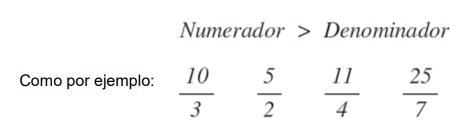 Numerador > Denominador
Como por ejemplo: 10/3 5/2 11/4 25/7